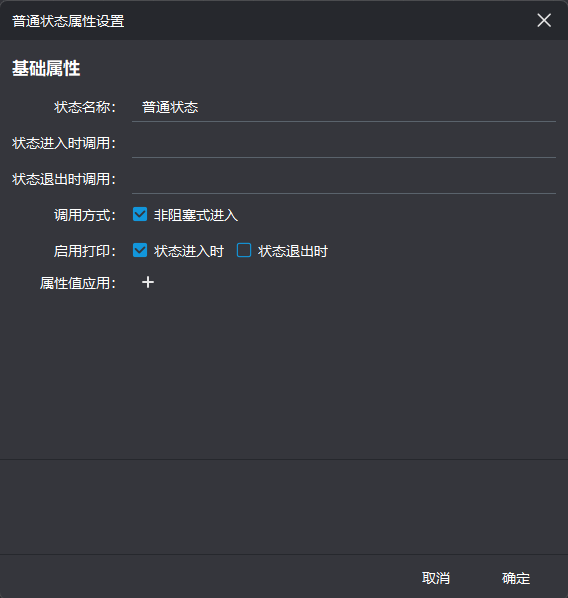 普通状态属性设置
基础属性
状态名称： 普通状态
状态进入时调用：
状态退出时调用：
调用方式： 非阻塞式进入
启用打印： 状态进入时 状态退出时
属性值应用： +
取消 确定